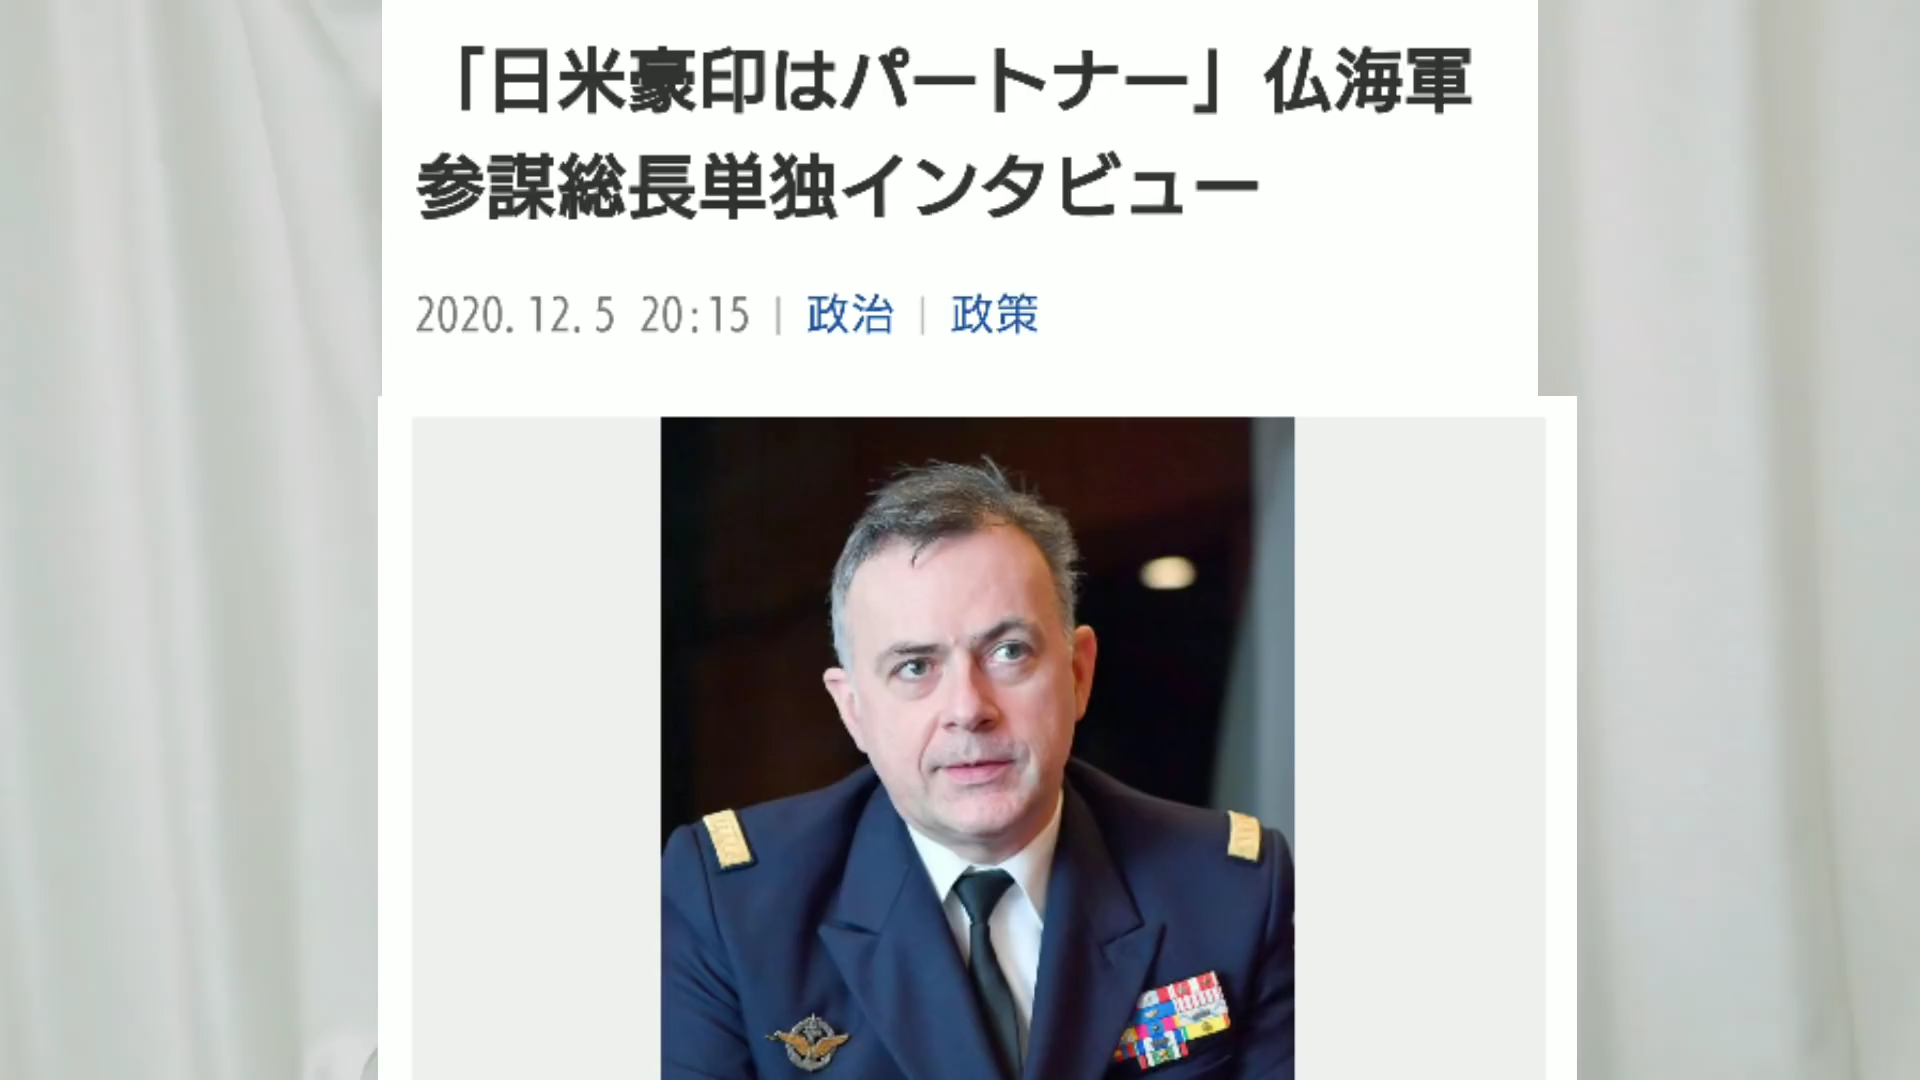 「日米豪印はパートナー」仏海軍
参謀総長単独インタビュー
2020.12.5 20:15 | 政治 | 政策